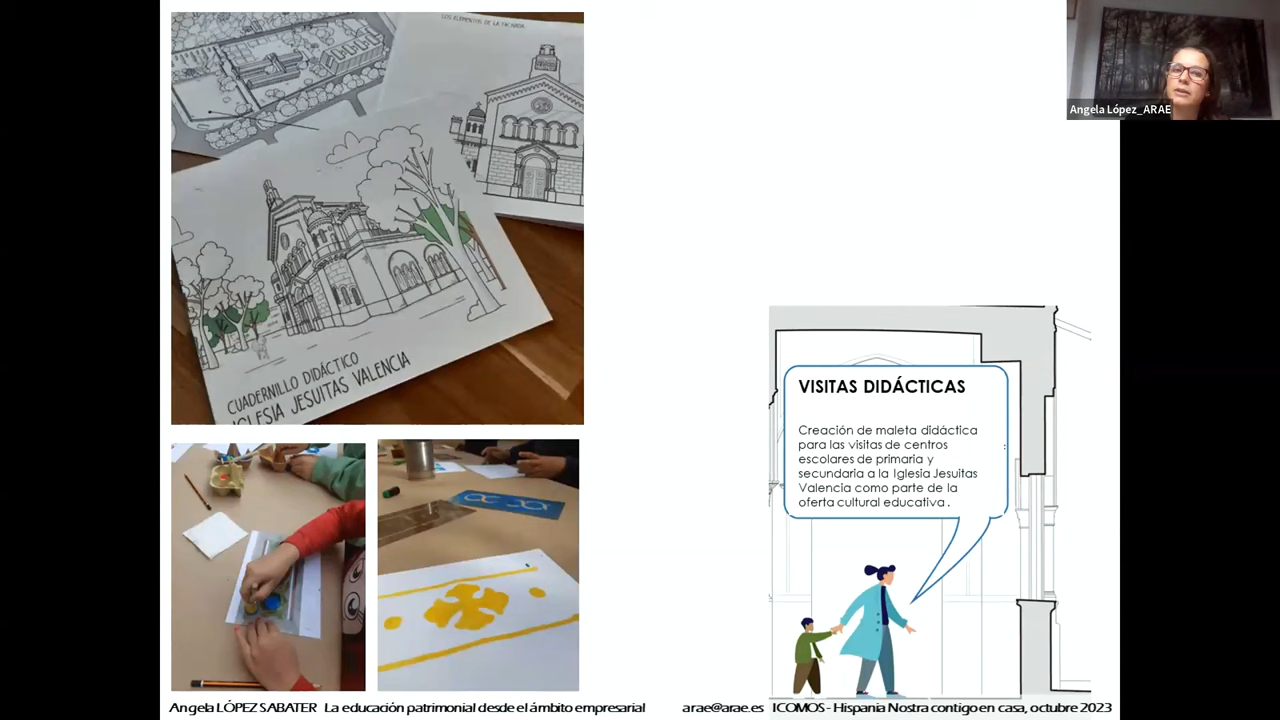 LOS ELEMENTOS DE LA FACHADA
CUADERNILLO DIDÁCTICO
IGLESIA JESUITAS VALENCIA
Angela López_ARAE
VISITAS DIDÁCTICAS
Creación de maleta didáctica
para las visitas de centros
escolares de primaria y
secundaria a la Iglesia Jesuitas
Valencia como parte de la
oferta cultural educativa .
Angela LÓPEZ SABATER La educación patrimonial desde el ámbito empresarial
arae@arae.es ICOMOS - Hispania Nostra contigo en casa, octubre 2023